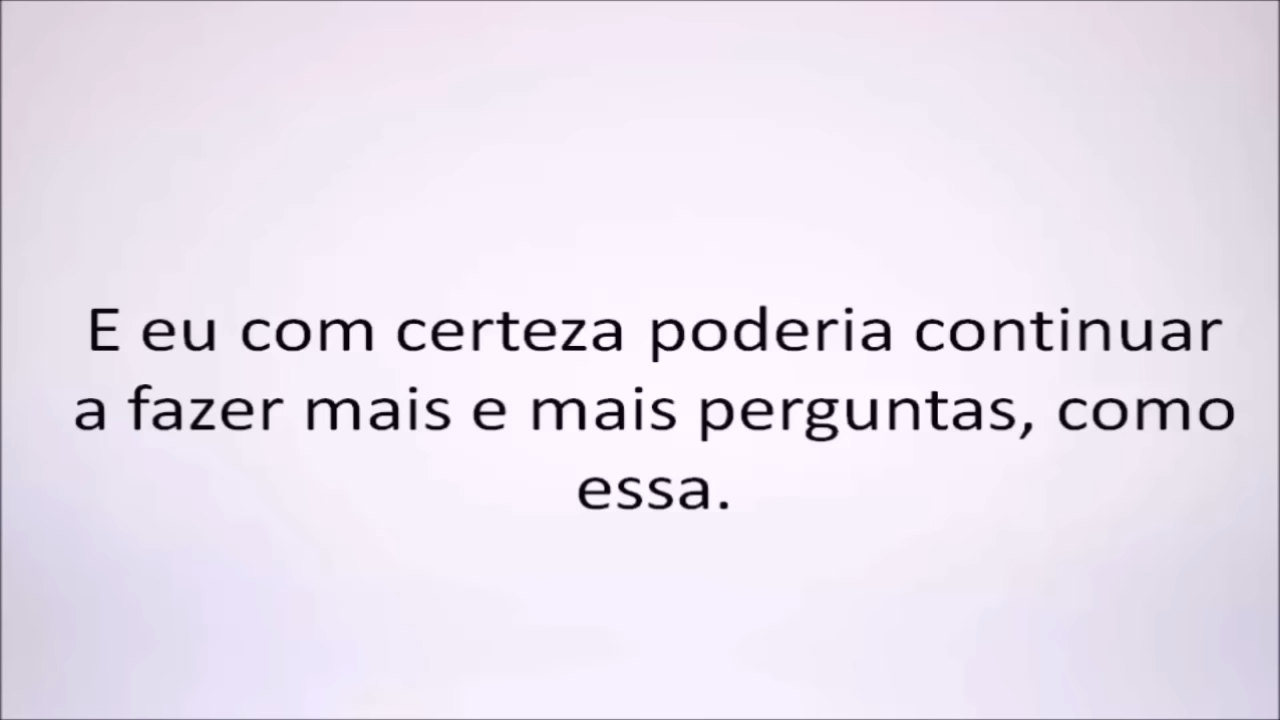 E eu com certeza poderia continuar
a fazer mais e mais perguntas, como
essa.